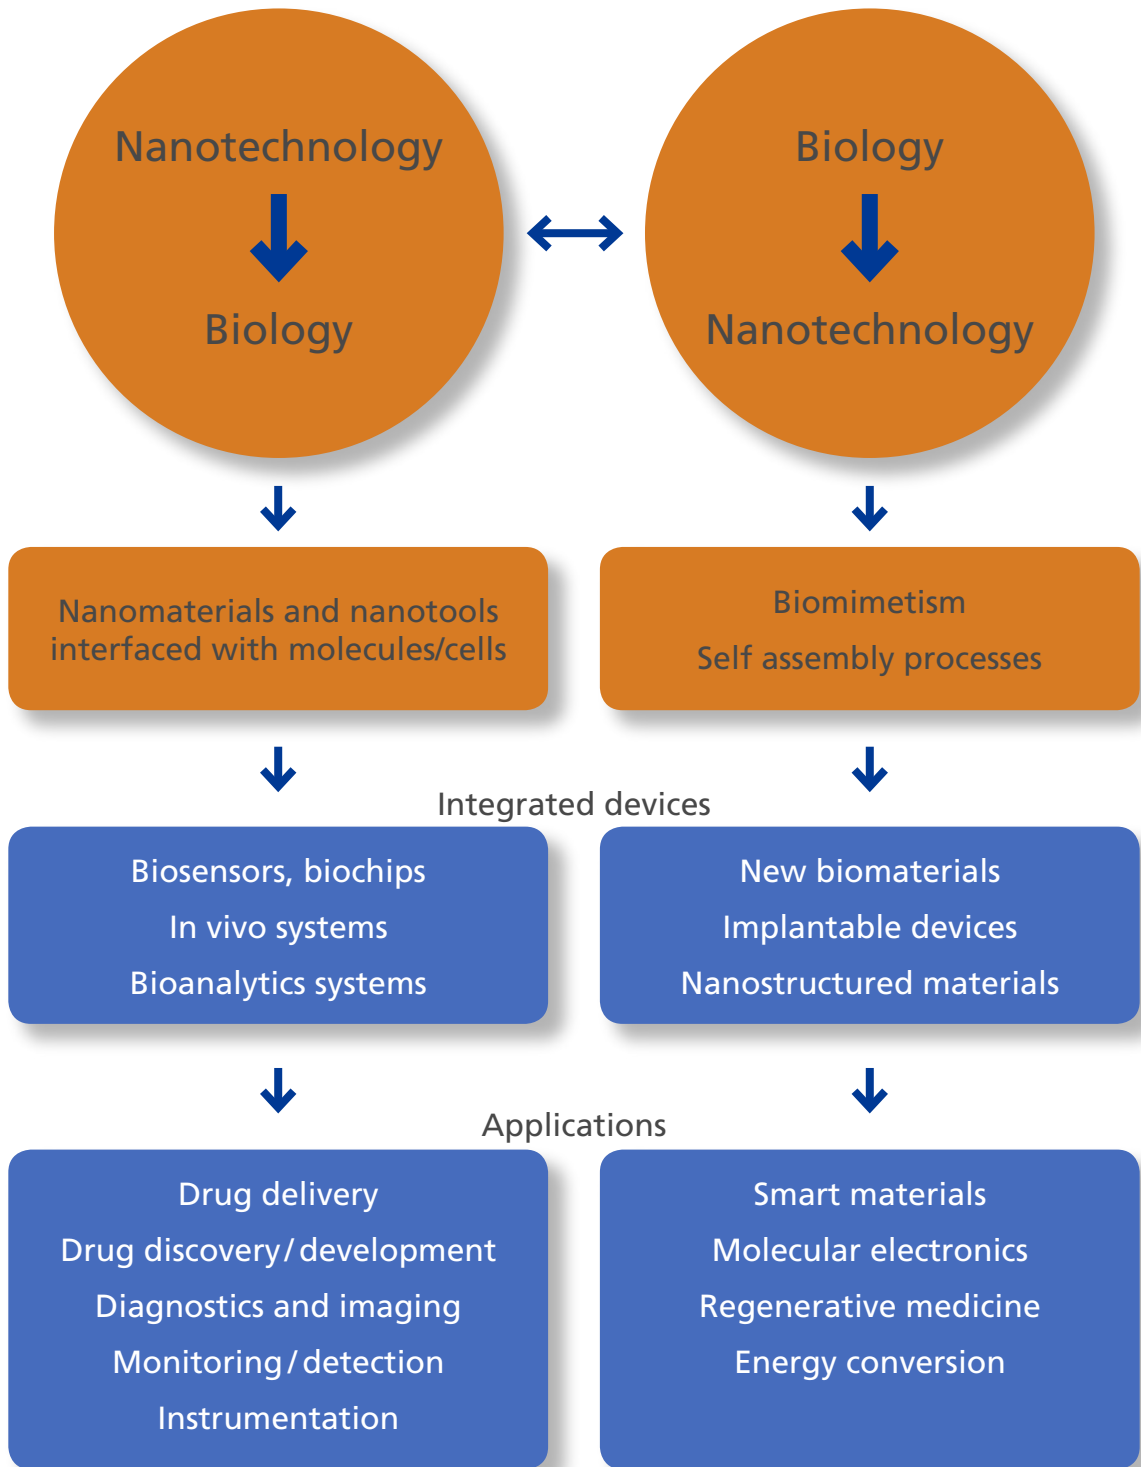 Nanotechnology
Biology
Biology
Nanotechnology
Nanomaterials and nanotools
interfaced with molecules/cells
Biomimetism
Self assembly processes
Integrated devices
Biosensors, biochips
In vivo systems
Bioanalytics systems
New biomaterials
Implantable devices
Nanostructured materials
Applications
Drug delivery
Drug discovery/development
Diagnostics and imaging
Monitoring/detection
Instrumentation
Smart materials
Molecular electronics
Regenerative medicine
Energy conversion